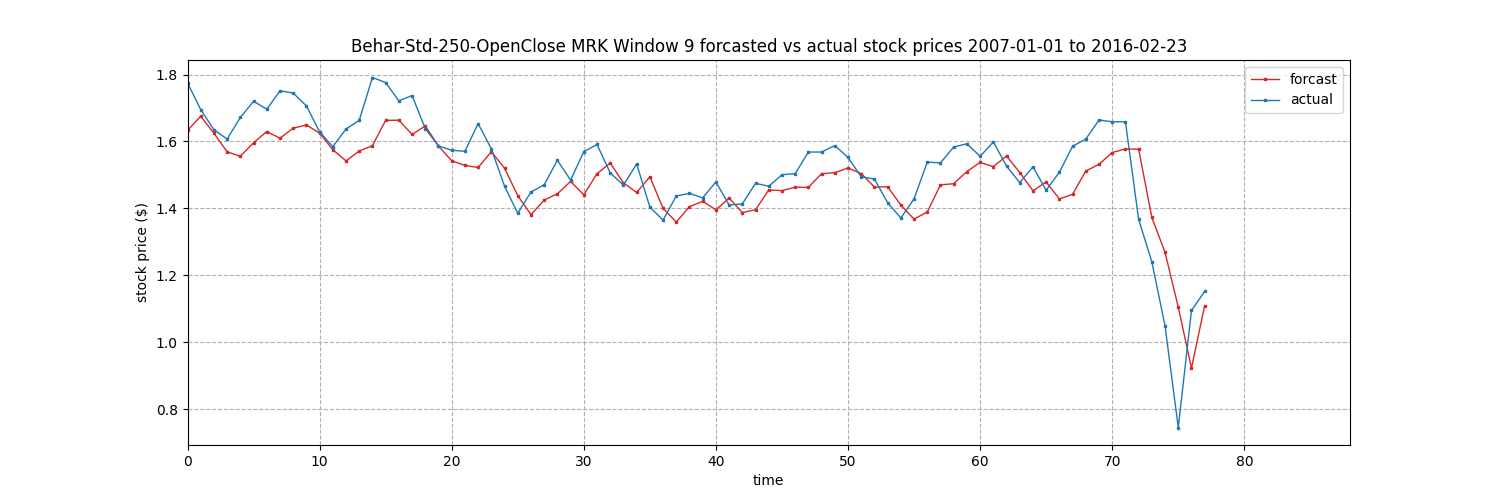 Behar-Std-250-OpenClose MRK Window 9 forcasted vs actual stock prices 2007-01-01 to 2016-02-23
forcast
actual
stock price ($)
1.8
1.6
1.4
1.2
1.0
0.8
0 10 20 30 40 50 60 70 80
time